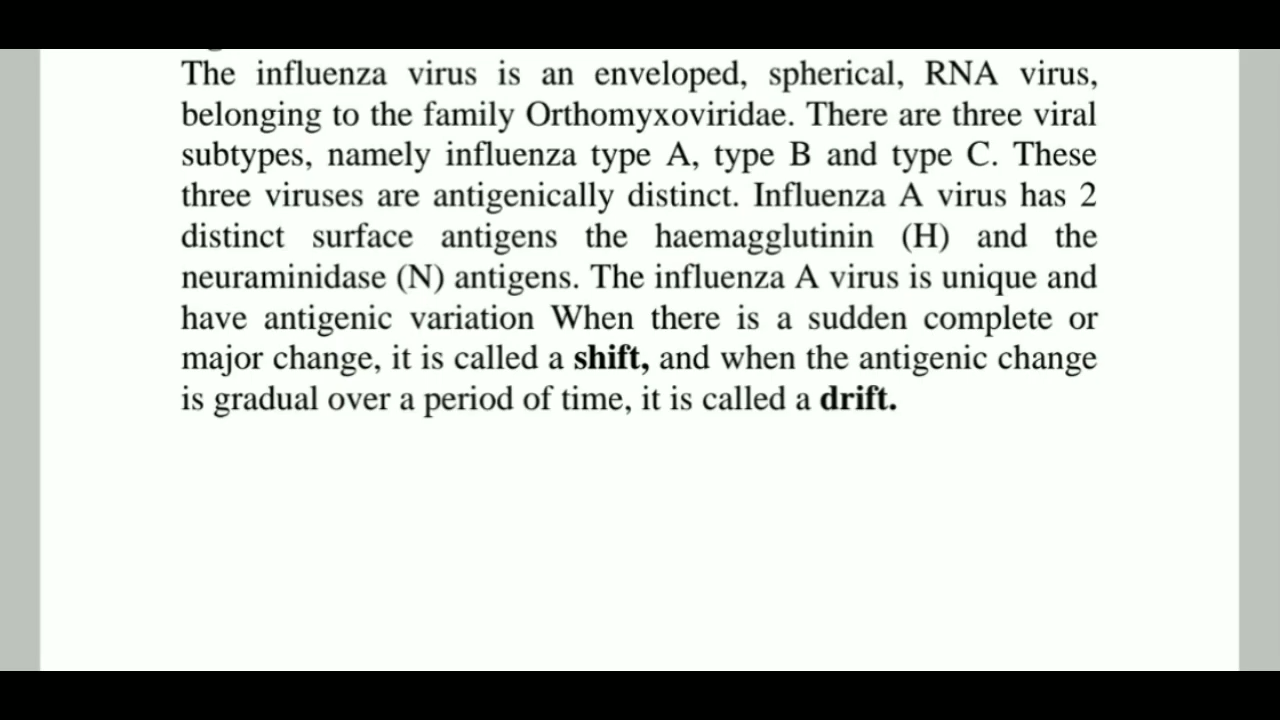 The influenza virus is an enveloped, spherical, RNA virus,
belonging to the family Orthomyxoviridae. There are three viral
subtypes, namely influenza type A, type B and type C. These
three viruses are antigenically distinct. Influenza A virus has 2
distinct surface antigens the haemagglutinin (H) and the
neuraminidase (N) antigens. The influenza A virus is unique and
have antigenic variation When there is a sudden complete or
major change, it is called a shift, and when the antigenic change
is gradual over a period of time, it is called a drift.